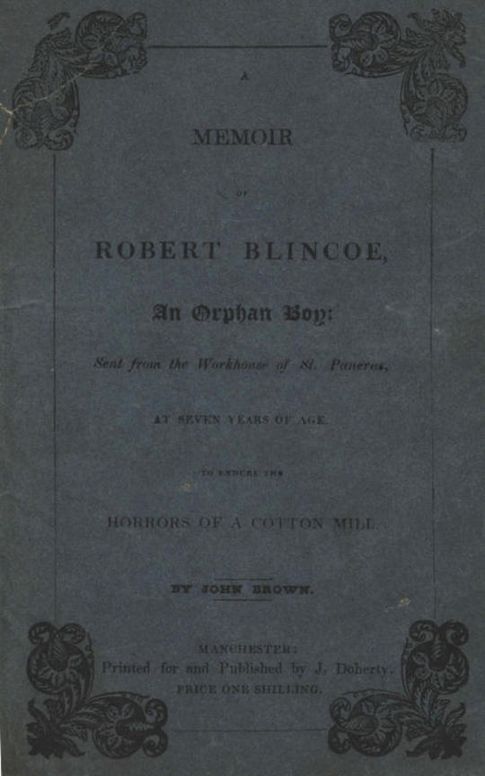 A
MEMOIR
OF
ROBERT BLINCOE,
An Orphan Boy:
Sent from the Workhouse of St. Pancras,
AT SEVEN YEARS OF AGE,
TO ENDURE THE
HORRORS OF A COTTON MILL.
BY JOHN BROWN.
MANCHESTER:
Printed for and Published by J. Doherty.
PRICE ONE SHILLING.